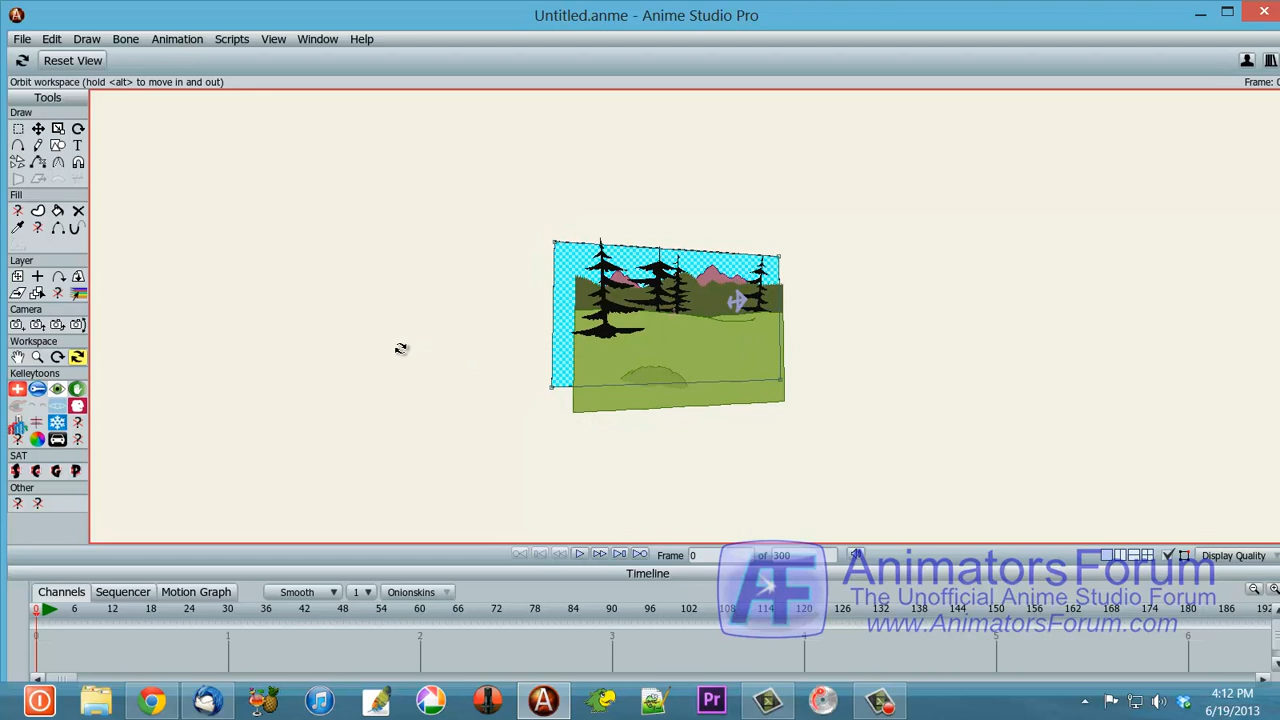 Untitled.anme - Anime Studio Pro
File Edit Draw Bone Animation Scripts View Window Help
Reset View
Orbit workspace (hold <alt> to move in and out)
Frame: 0
Tools
Draw
T
Fill
Layer
Camera
Workspace
Kelleytools
SAT
Other
Frame 0 of 300
Display Quality
Timeline
Channels Sequencer Motion Graph Smooth 1 Onionskins
0 6 12 18 24 30 36 42 48 54 60 66 72 78 84 90 96 102 108 114 120 126 132 138 144 150 156 162 168 174 180 186 192
0 1 2 3 5 6
AF
AnimatorsForum
The Unofficial Anime Studio Forum
www.AnimatorsForum.com
Pr
4:12 PM
6/19/2013